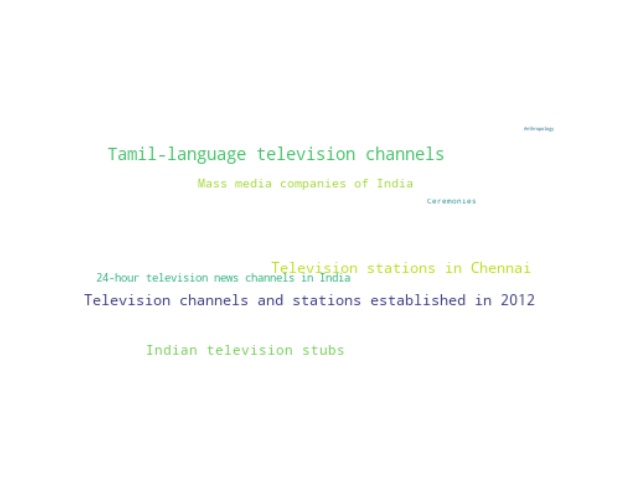 Anthropology
Tamil-language television channels
Mass media companies of India
Ceremonies
Television stations in Chennai
24-hour television news channels in India
Television channels and stations established in 2012
Indian television stubs